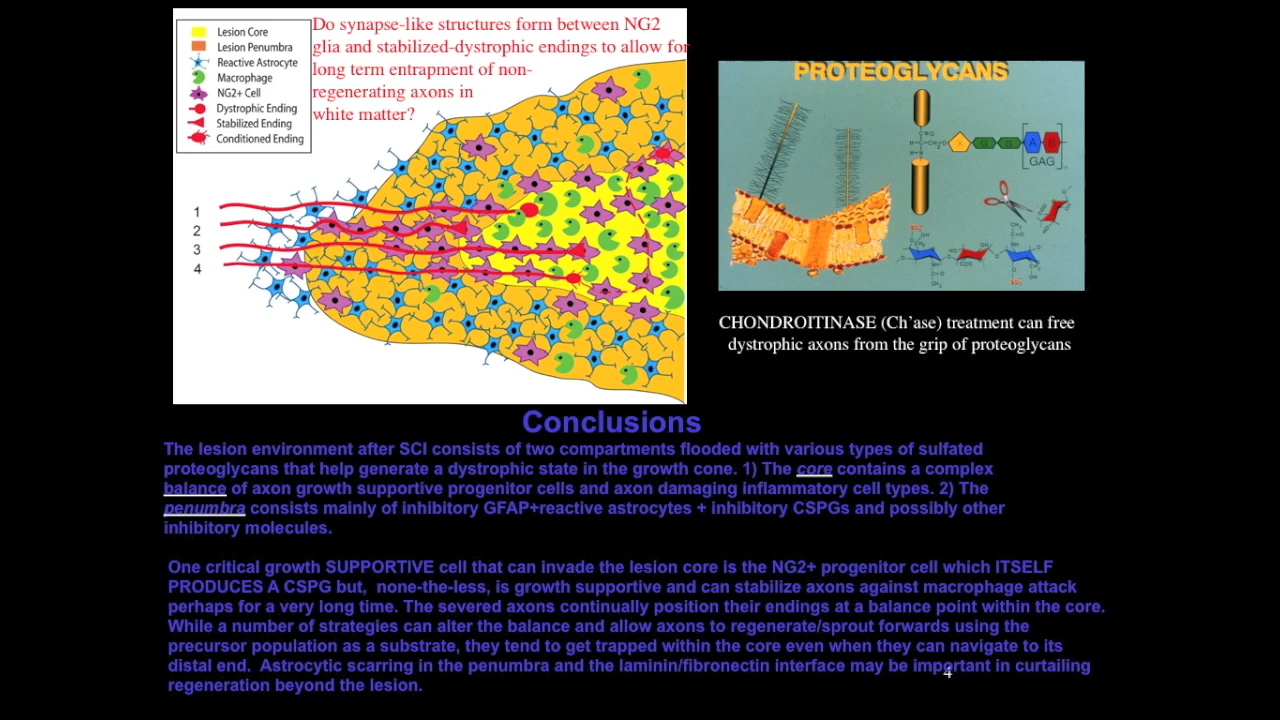 Lesion Core
Lesion Penumbra
Reactive Astrocyte
Macrophage
NG2+ Cell
Dystrophic Ending
Stabilized Ending
Conditioned Ending
Do synapse-like structures form between NG2
glia and stabilized-dystrophic endings to allow for
long term entrapment of non-
regenerating axons in
white matter?
1
2
3
4
PROTEOGLYCANS
X
G
G
A
B
GAG
CHONDROITINASE (Ch’ase) treatment can free
dystrophic axons from the grip of proteoglycans
Conclusions
The lesion environment after SCI consists of two compartments flooded with various types of sulfated
proteoglycans that help generate a dystrophic state in the growth cone. 1) The core contains a complex
balance of axon growth supportive progenitor cells and axon damaging inflammatory cell types. 2) The
penumbra consists mainly of inhibitory GFAP+reactive astrocytes + inhibitory CSPGs and possibly other
inhibitory molecules.
One critical growth SUPPORTIVE cell that can invade the lesion core is the NG2+ progenitor cell which ITSELF
PRODUCES A CSPG but, none-the-less, is growth supportive and can stabilize axons against macrophage attack
perhaps for a very long time. The severed axons continually position their endings at a balance point within the core.
While a number of strategies can alter the balance and allow axons to regenerate/sprout forwards using the
precursor population as a substrate, they tend to get trapped within the core even when they can navigate to its
distal end. Astrocytic scarring in the penumbra and the laminin/fibronectin interface may be important in curtailing
regeneration beyond the lesion.
4